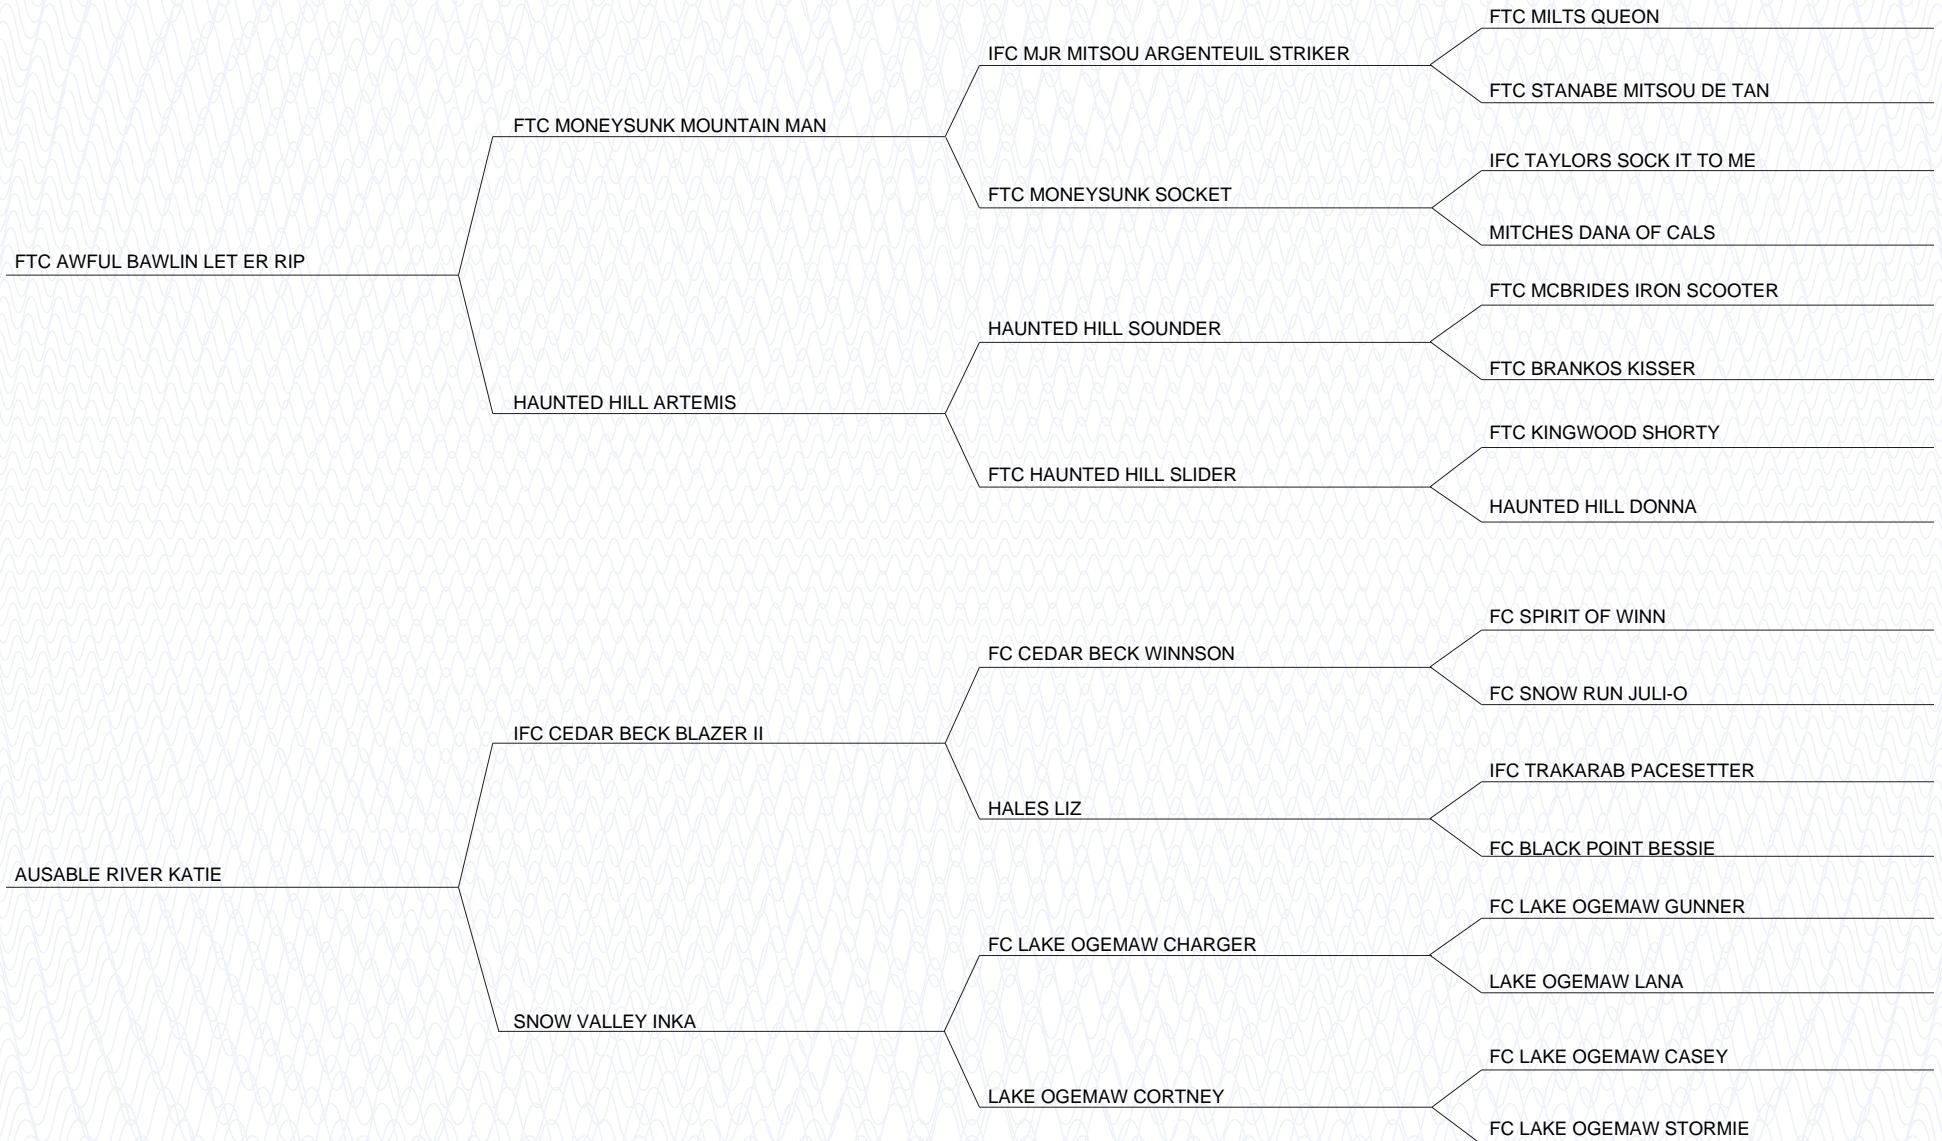 FTC MILTS QUEON
IFC MJR MITSOU ARGENTEUIL STRIKER
FTC STANABE MITSOU DE TAN
FTC MONEYSUNK MOUNTAIN MAN
IFC TAYLORS SOCK IT TO ME
FTC MONEYSUNK SOCKET
MITCHES DANA OF CALS
FTC AWFUL BAWLIN LET ER RIP
FTC MCBRIDES IRON SCOOTER
HAUNTED HILL SOUNDER
FTC BRANKOS KISSER
HAUNTED HILL ARTEMIS
FTC KINGWOOD SHORTY
FTC HAUNTED HILL SLIDER
HAUNTED HILL DONNA
FC SPIRIT OF WINN
FC CEDAR BECK WINNSON
FC SNOW RUN JULI-O
IFC CEDAR BECK BLAZER II
IFC TRAKARAB PACESETTER
HALES LIZ
FC BLACK POINT BESSIE
AUSABLE RIVER KATIE
FC LAKE OGEMAW GUNNER
FC LAKE OGEMAW CHARGER
LAKE OGEMAW LANA
SNOW VALLEY INKA
FC LAKE OGEMAW CASEY
LAKE OGEMAW CORTNEY
FC LAKE OGEMAW STORMIE